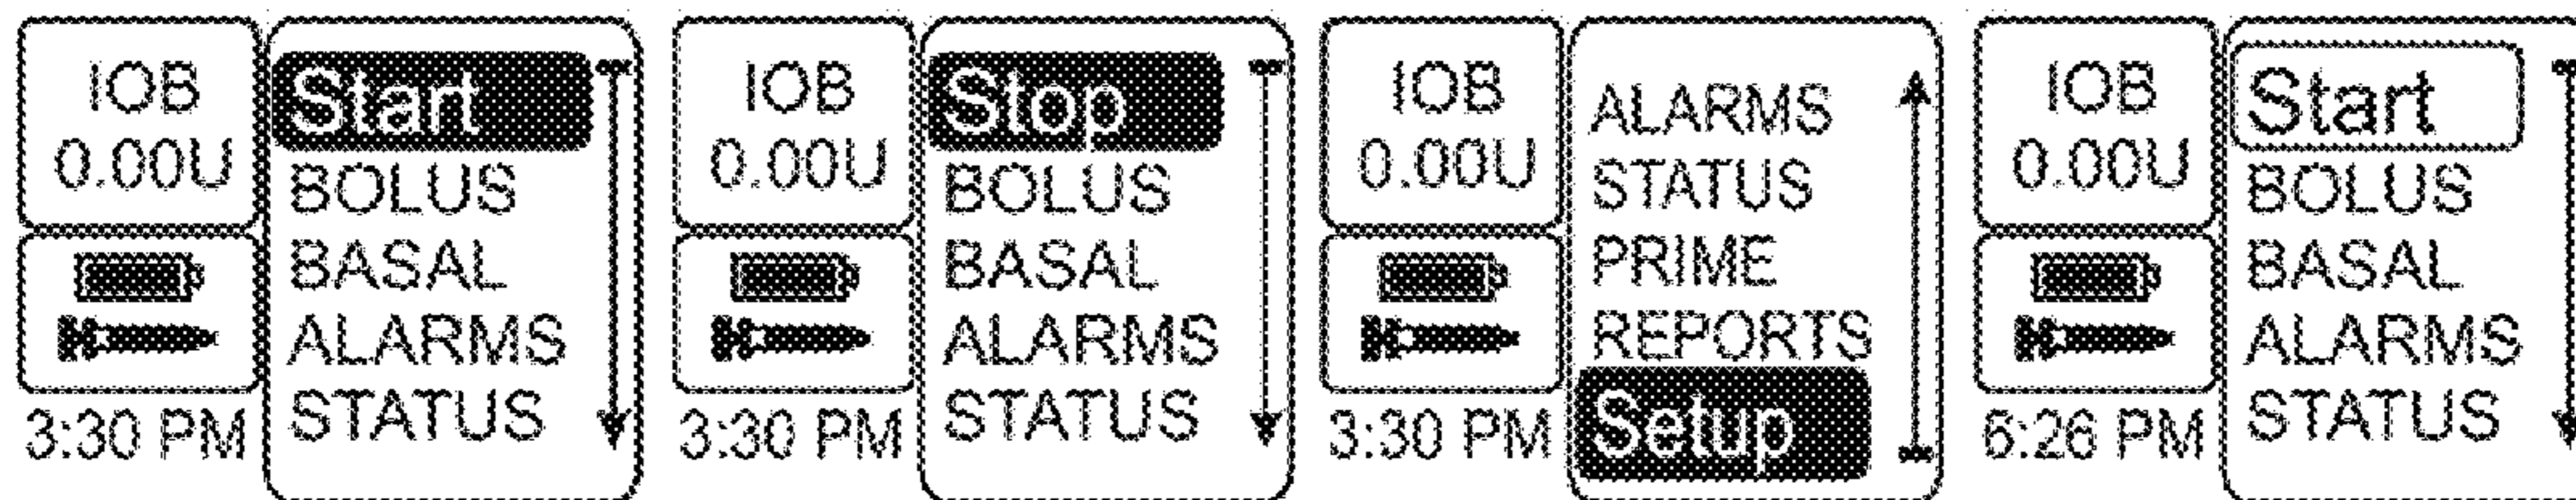 IOB
0.00U
3:30 PM
Start
BOLUS
BASAL
ALARMS
STATUS
IOB
0.00U
3:30 PM
Stop
BOLUS
BASAL
ALARMS
STATUS
IOB
0.00U
3:30 PM
ALARMS
STATUS
PRIME
REPORTS
Setup
IOB
0.00U
6:26 PM
Start
BOLUS
BASAL
ALARMS
STATUS